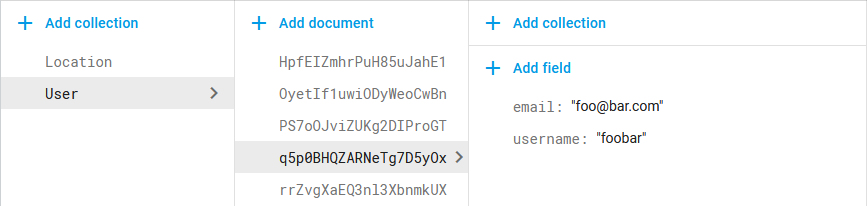 Add collection
Location
User
Add document
HpfEIZmhrPuH85uJahE1
OyetIf1uwiODyWeoCwBn
PS7oOJviZUKg2DIProGT
q5p0BHQZARNeTg7D5yOx
rrZvgXaEQ3nl3XbnmkUX
Add collection
Add field
email: "foo@bar.com"
username: "foobar"